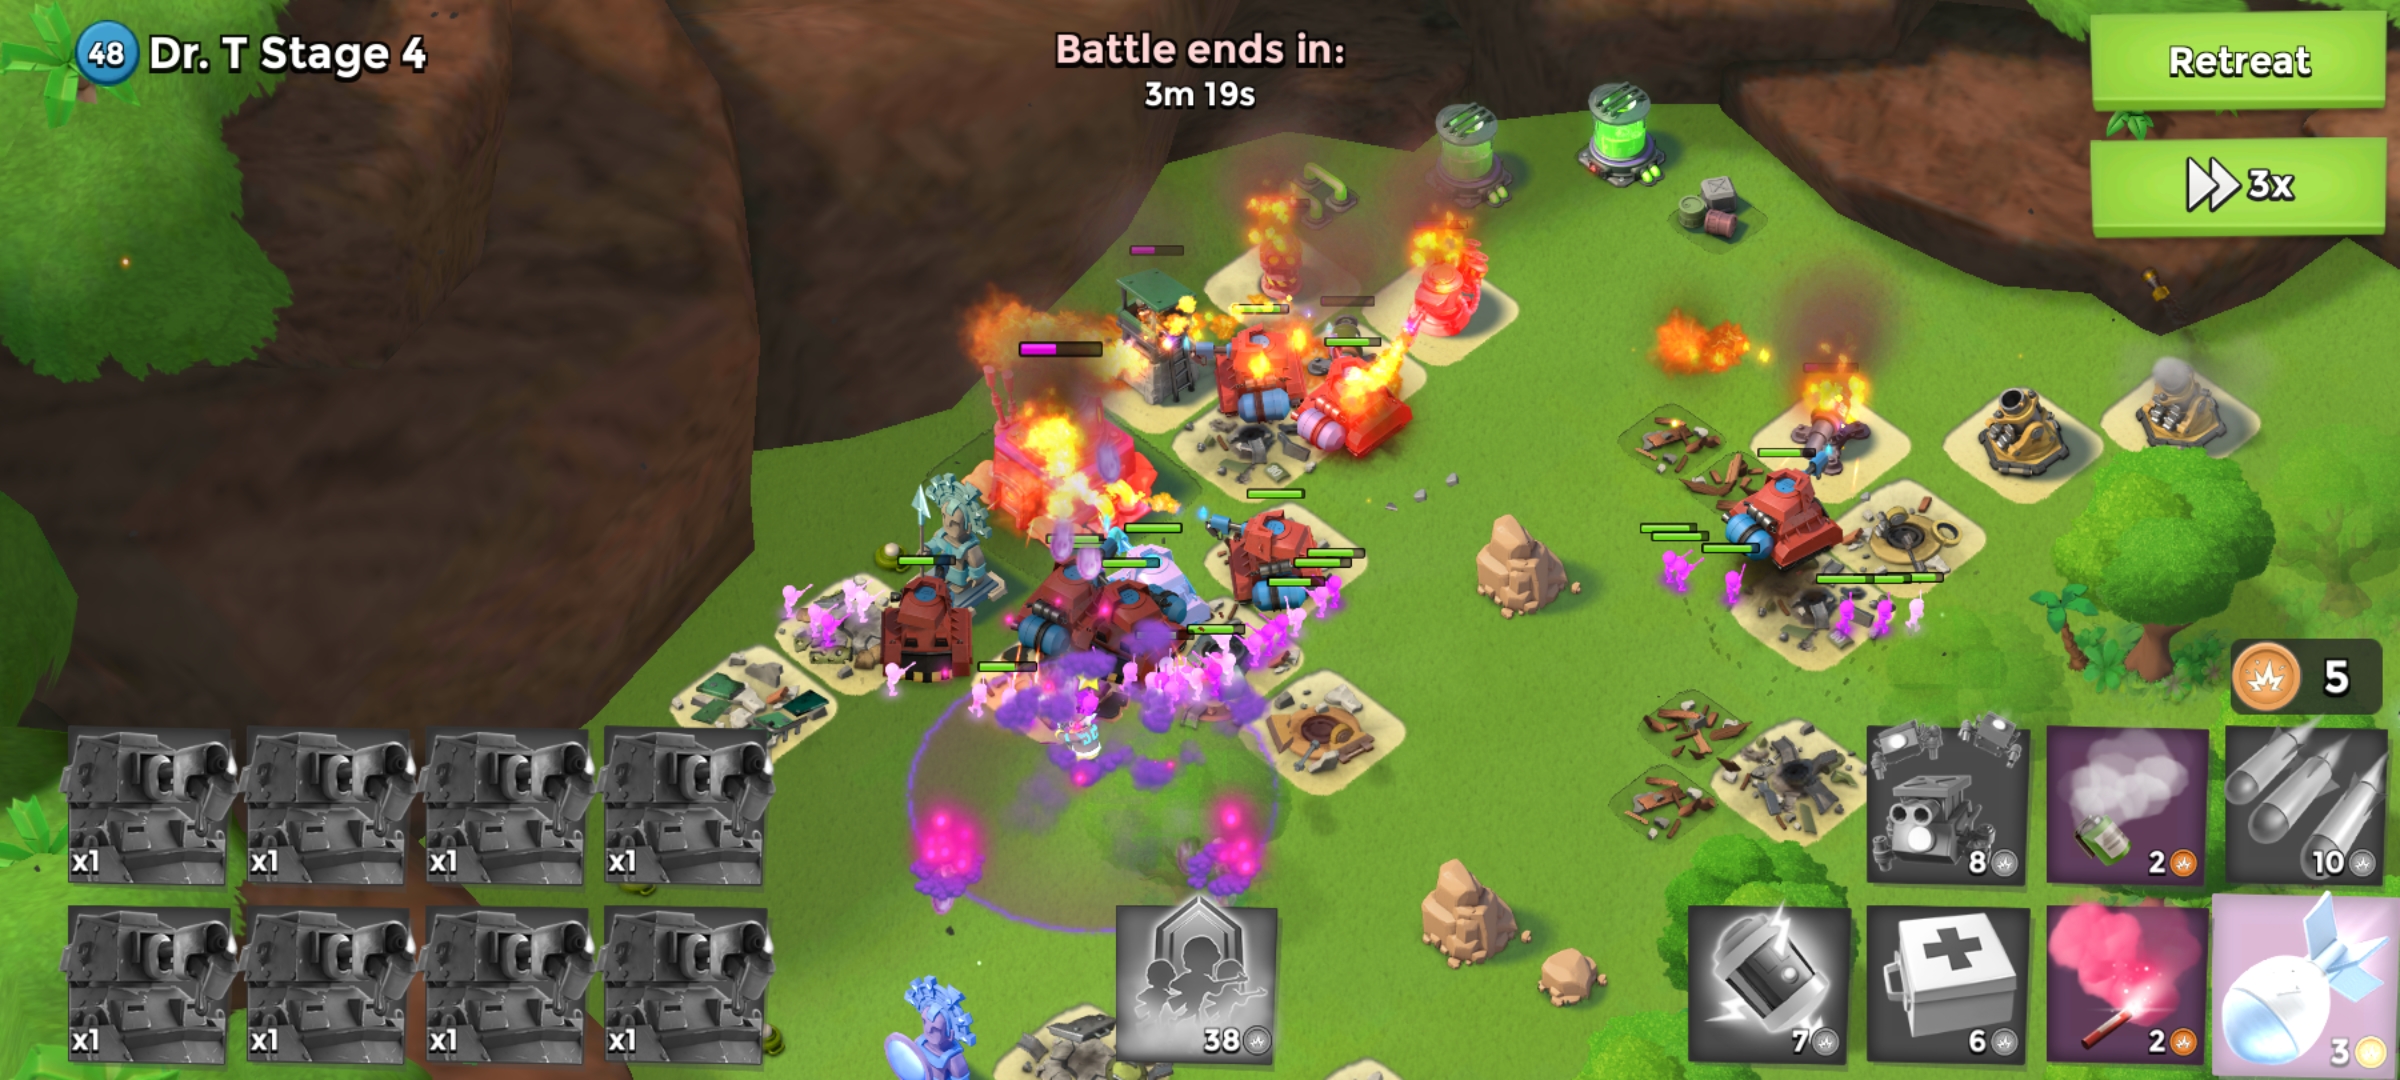 48 Dr. T Stage 4
Battle ends in:
3m 19s
Retreat
3x
5
x1 x1 x1 x1
8 2 10
x1 x1 x1 x1
38 7 6 2 3